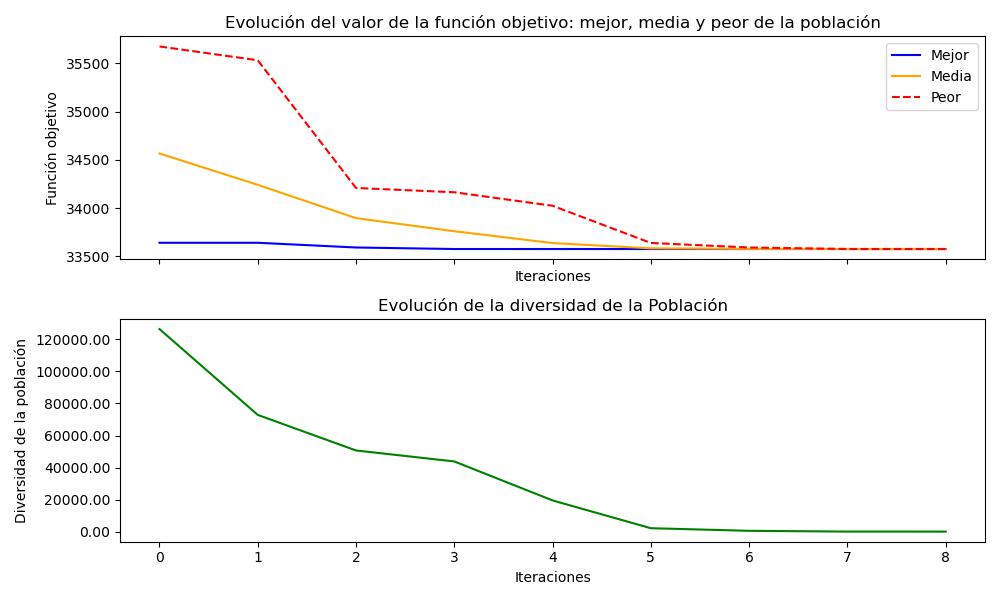 Evolución del valor de la función objetivo: mejor, media y peor de la población
Función objetivo
35500
35000
34500
34000
33500
Mejor
Media
Peor
Iteraciones
Evolución de la diversidad de la Población
Diversidad de la población
120000.00
100000.00
80000.00
60000.00
40000.00
20000.00
0.00
0 1 2 3 4 5 6 7 8
Iteraciones